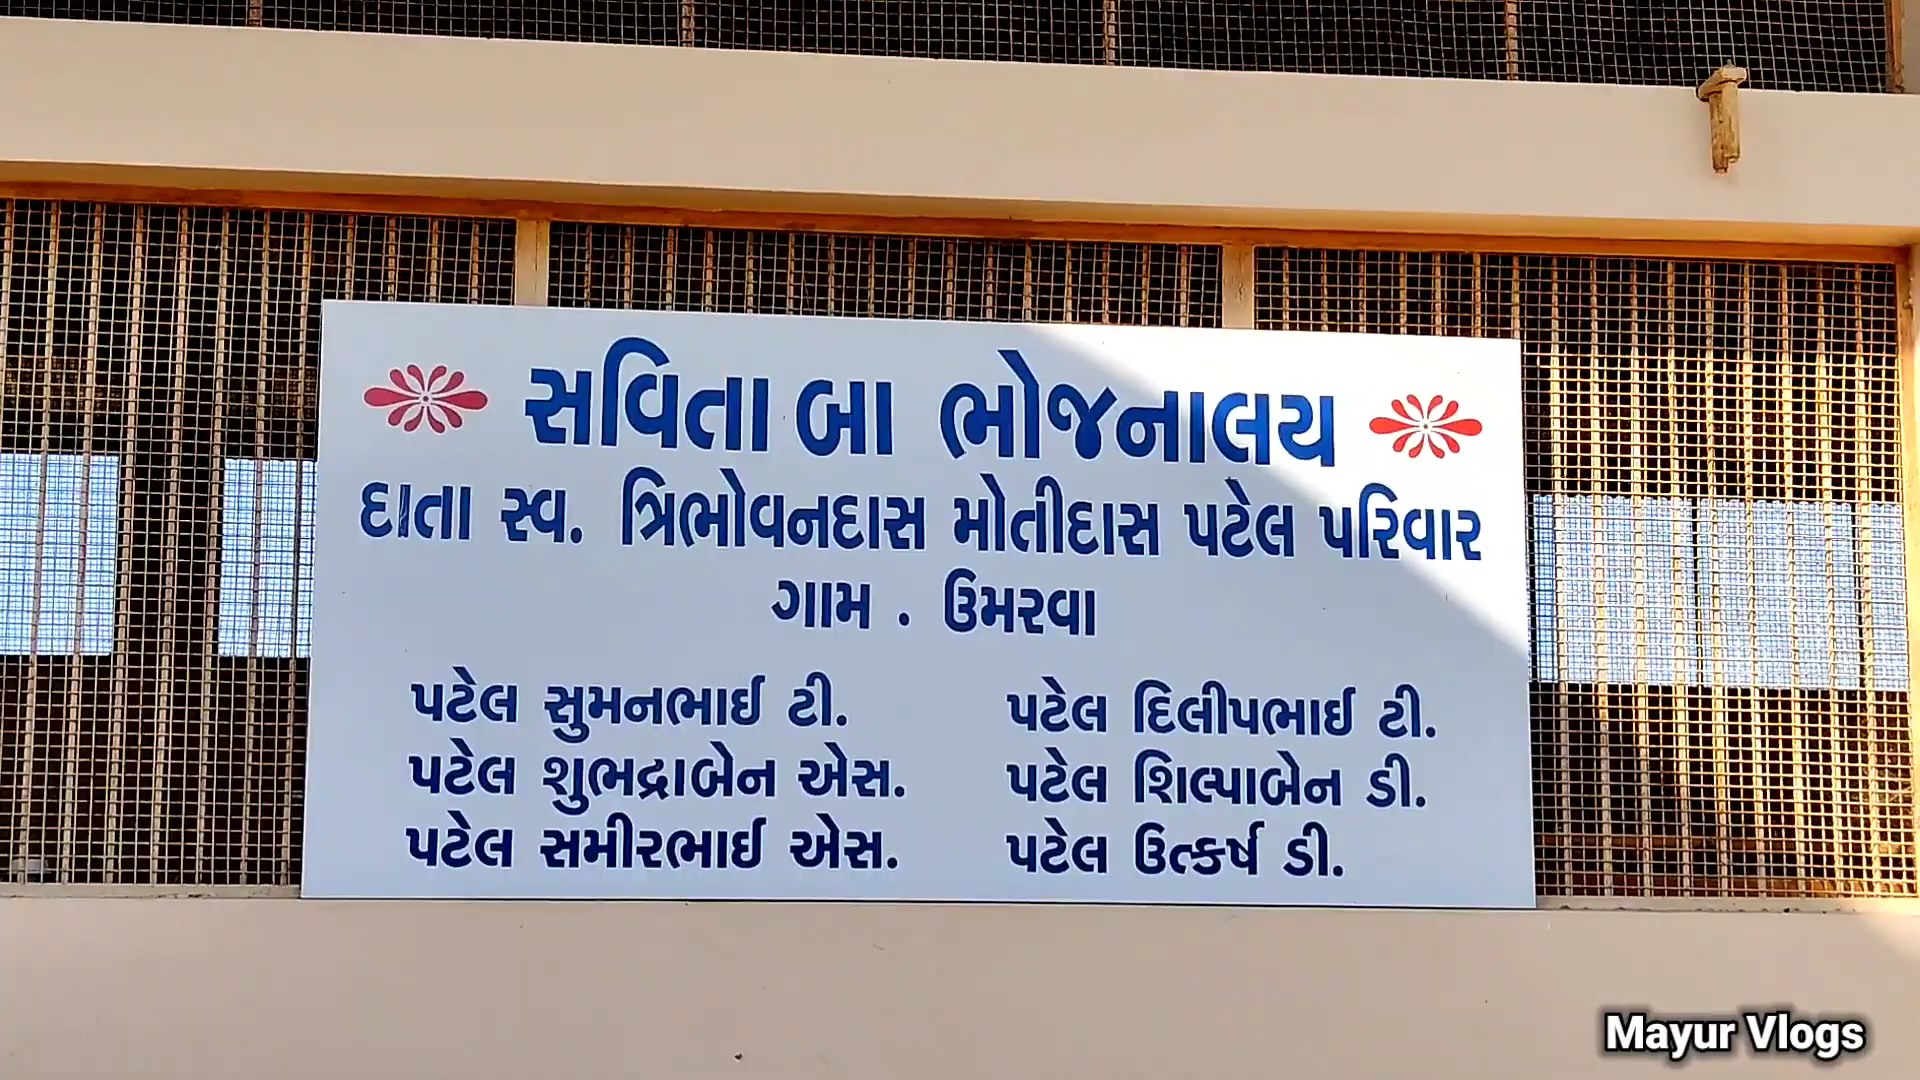 સવિતા બા ભોજનાલય
દાતા સ્વ. ત્રિભોવનદાસ મોતીદાસ પટેલ પરિવાર
ગામ . ઉમરવા
પટેલ સુમનભાઈ ટી.
પટેલ શુભદ્રાબેન એસ.
પટેલ સમીરભાઈ એસ.
પટેલ દિલીપભાઈ ટી.
પટેલ શિલ્પાબેન ડી.
પટેલ ઉત્કર્ષ ડી.
Mayur Vlogs